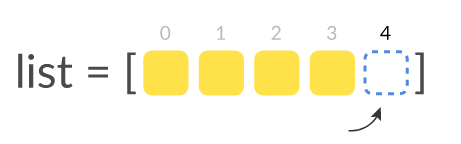 0 1 2 3 4
list = [ ]